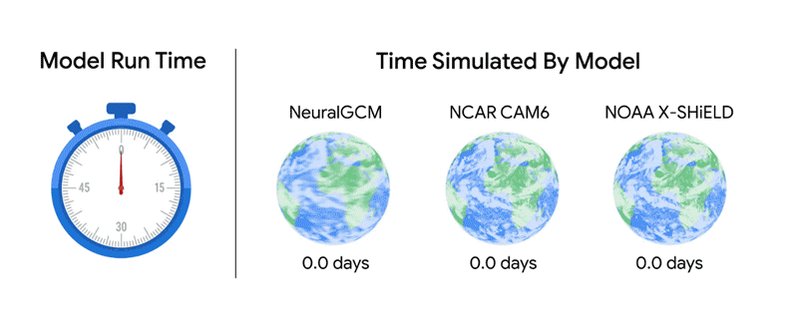 Model Run Time
0
45
15
30
Time Simulated By Model
NeuralGCM
NCAR CAM6
NOAA X-SHiELD
0.0 days
0.0 days
0.0 days